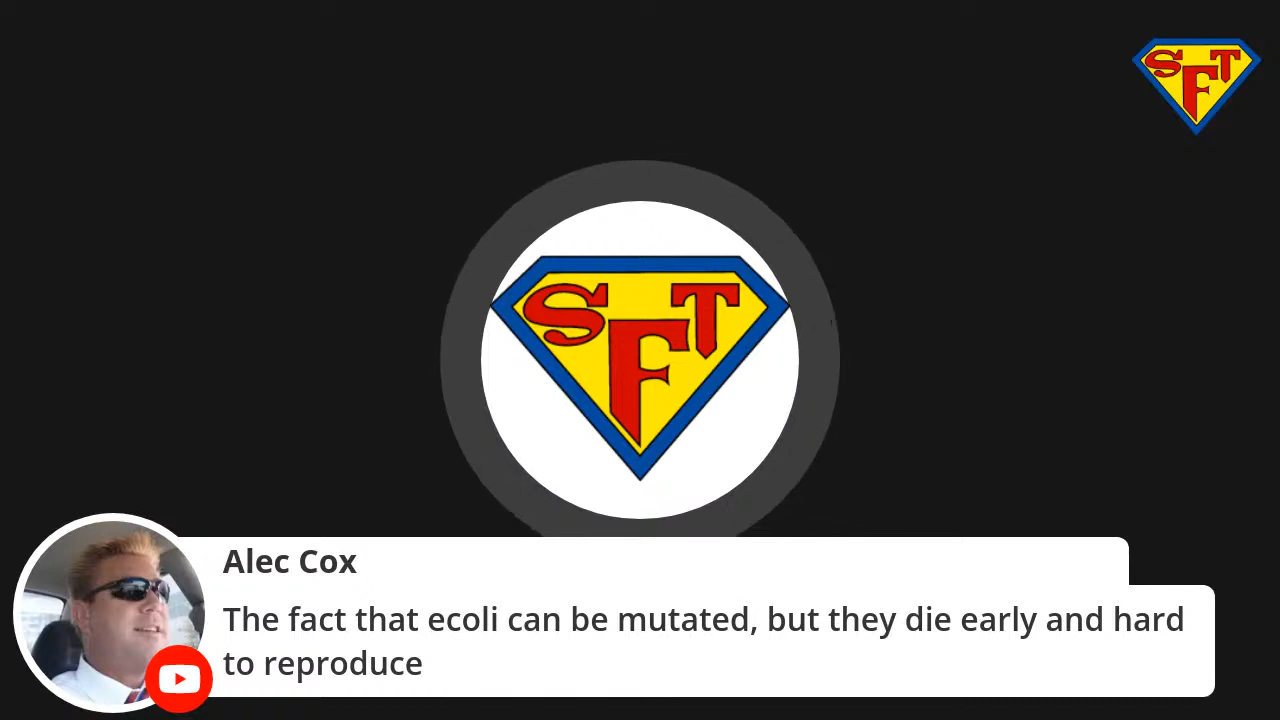 SFT
SFT
Alec Cox
The fact that ecoli can be mutated, but they die early and hard
to reproduce